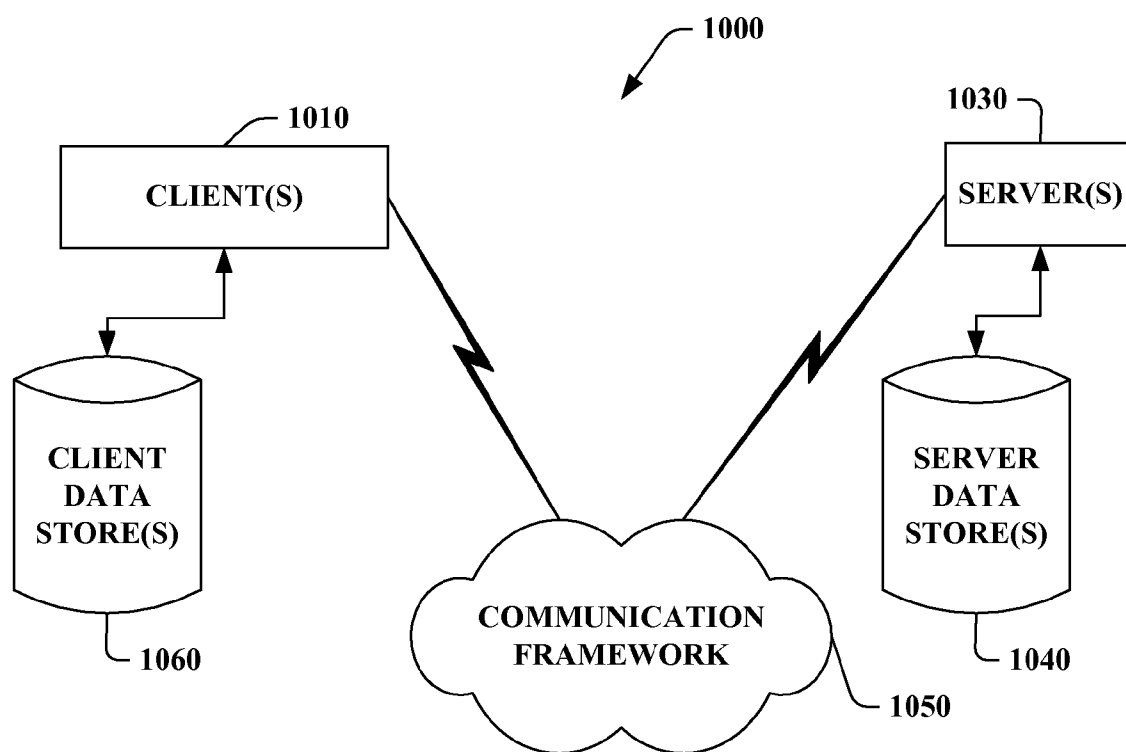 1000
1010
1030
CLIENT(S)
SERVER(S)
CLIENT
DATA
STORE(S)
SERVER
DATA
STORE(S)
COMMUNICATION
FRAMEWORK
1060
1040
1050